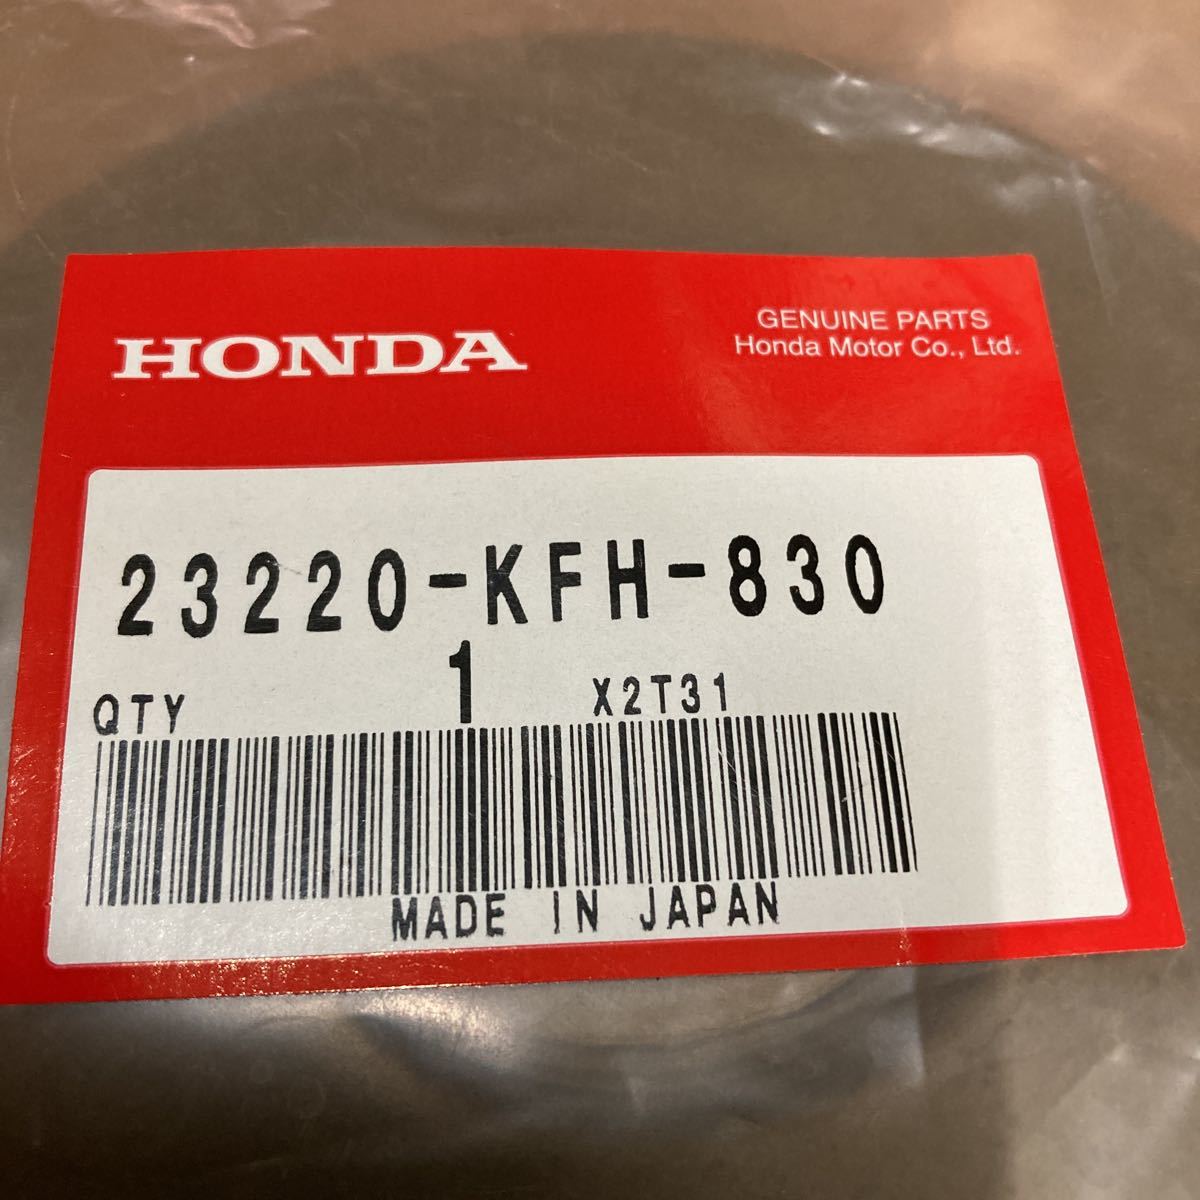 HONDA
GENUINE PARTS
Honda Motor Co., Ltd.
23220-KFH-830
QTY 1 X2T31
MADE IN JAPAN